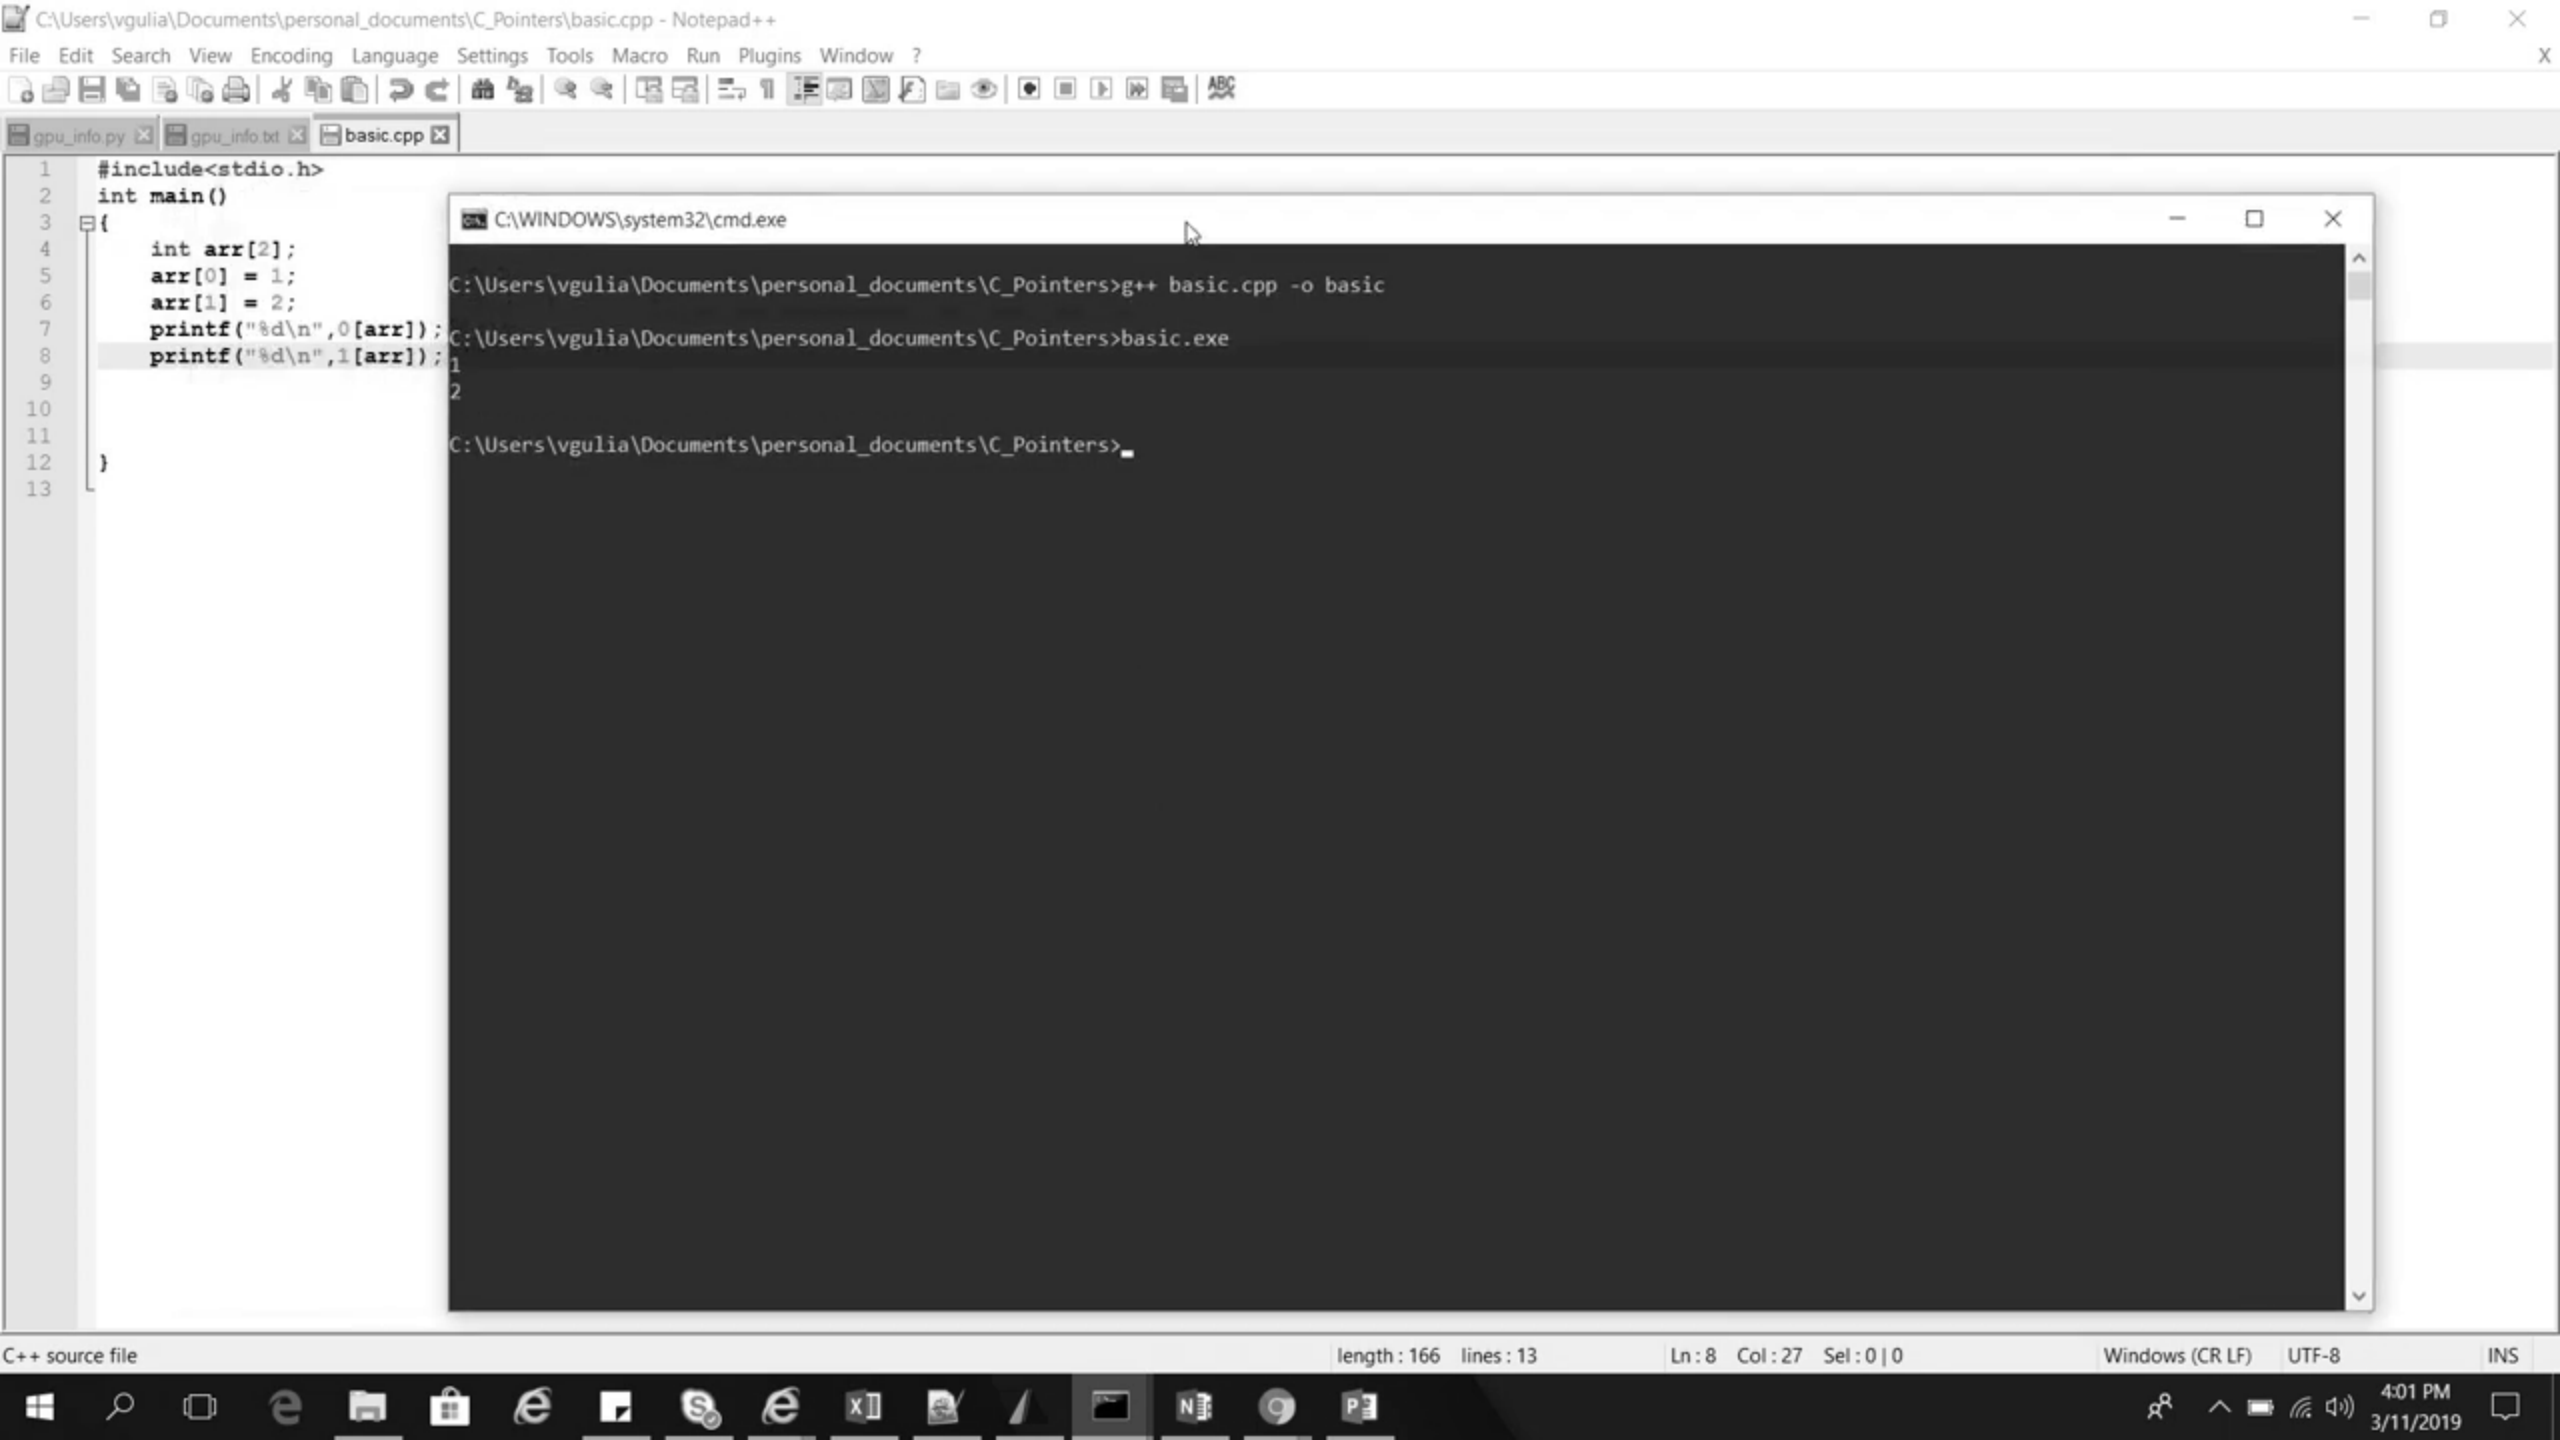 C:\Users\vgulia\Documents\personal_documents\C_Pointers\basic.cpp - Notepad++
File Edit Search View Encoding Language Settings Tools Macro Run Plugins Window ? X
ABC
gpu_info.py gpu_info.txt basic.cpp
1 #include<stdio.h>
2 int main()
3 {
4 int arr[2];
5 arr[0] = 1;
6 arr[1] = 2;
7 printf("%d\n",0[arr]);
8 printf("%d\n",1[arr]);
9
10
11
12 }
13
C:\WINDOWS\system32\cmd.exe
C:\Users\vgulia\Documents\personal_documents\C_Pointers>g++ basic.cpp -o basic
C:\Users\vgulia\Documents\personal_documents\C_Pointers>basic.exe
1
2
C:\Users\vgulia\Documents\personal_documents\C_Pointers>
C++ source file length : 166 lines : 13 Ln : 8 Col : 27 Sel : 0 | 0 Windows (CR LF) UTF-8 INS
4:01 PM
3/11/2019